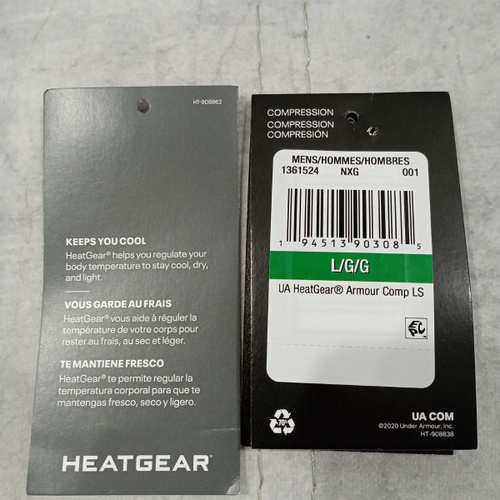 HT-908862
KEEPS YOU COOL
HeatGear® helps you regulate your
body temperature to stay cool, dry,
and light.
VOUS GARDE AU FRAIS
HeatGear® vous aide à réguler la
température de votre corps pour
rester au frais, au sec et léger.
TE MANTIENE FRESCO
HeatGear® te permite regular la
temperatura corporal para que te
mantengas fresco, seco y ligero.
HEATGEAR®
COMPRESSION
COMPRESSION
COMPRESIÓN
MENS/HOMMES/HOMBRES
1361524 NXG 001
1 94513 90308 5
L/G/G
UA HeatGear® Armour Comp LS
EPC
UA COM
©2020 Under Armour, Inc.
HT-908838